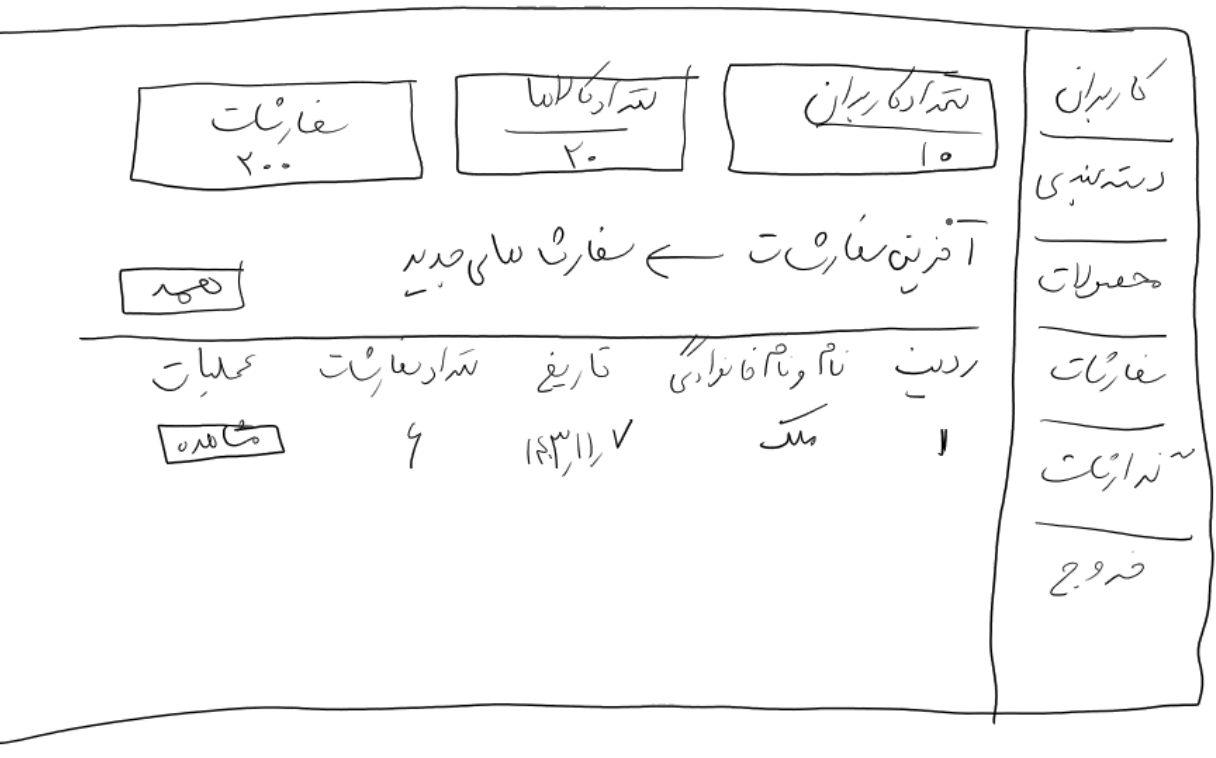 کاربران
دسته بندی
محصولات
سفارشات
خروج
تعداد کاربران
۱۰
تعداد کالاها
۲۰
سفارشات
۲۰۰
آخرین سفارشات ← سفارش های جدید
همه
ردیف نام و نام خانوادگی تاریخ تعداد سفارشات عملیات
۱ ملک ۱۴۰۳,۱۱,۷ ۶ مشاهده